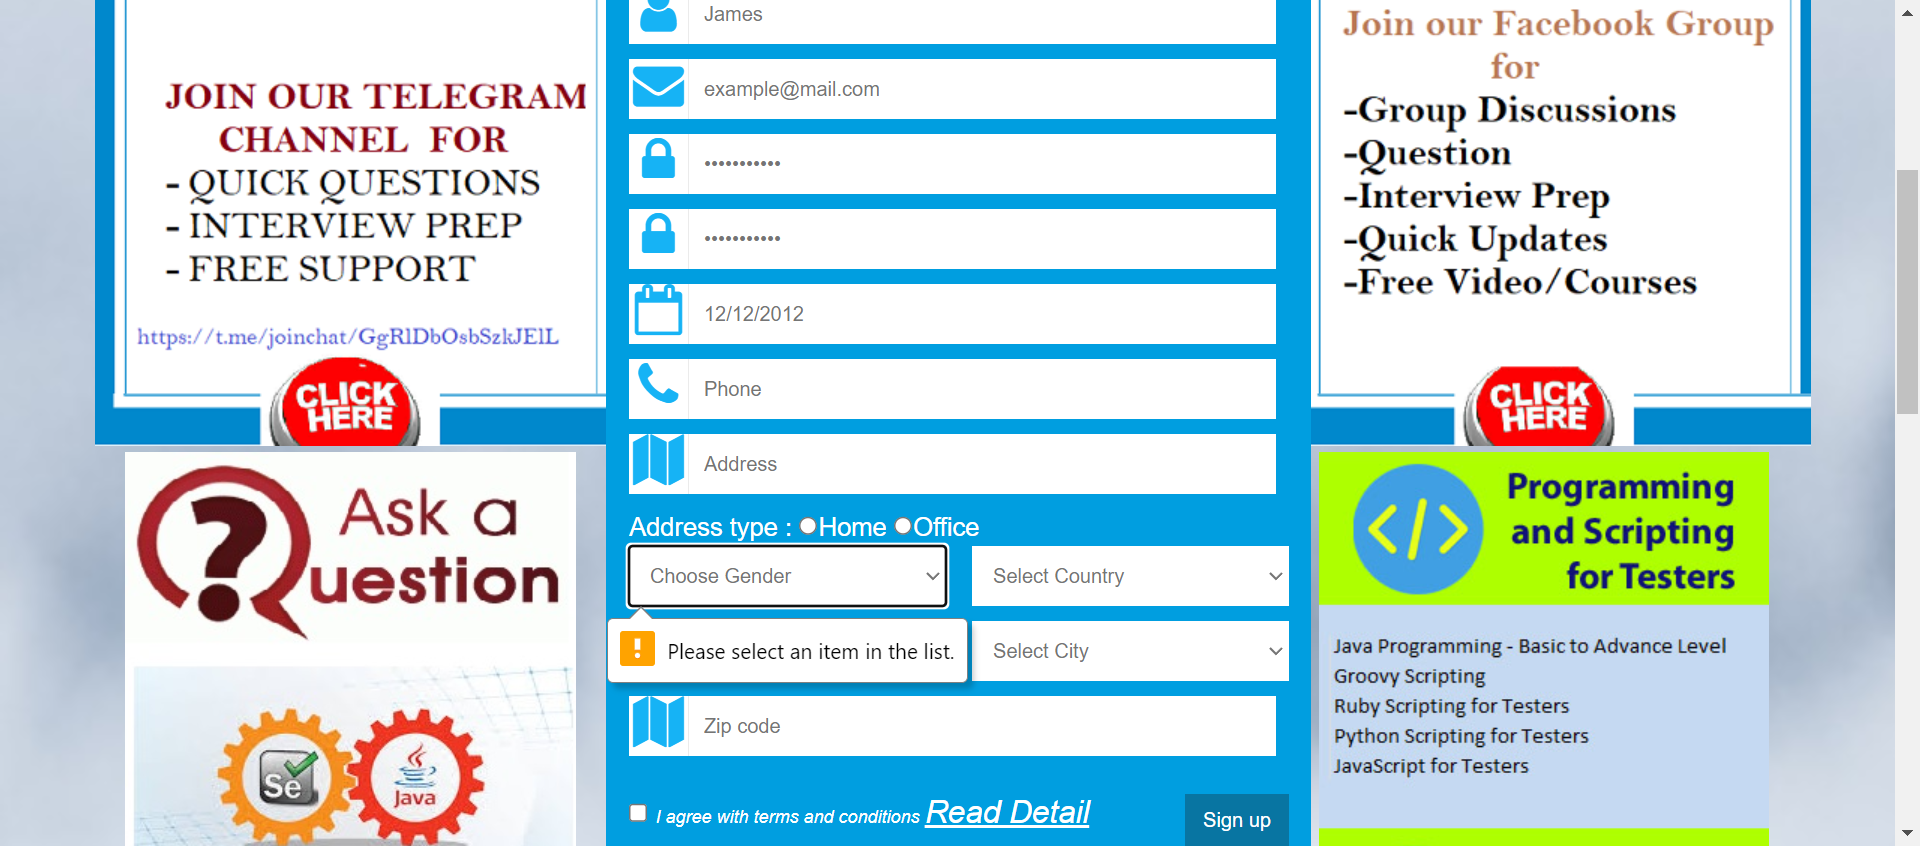 JOIN OUR TELEGRAM
CHANNEL FOR
- QUICK QUESTIONS
- INTERVIEW PREP
- FREE SUPPORT
https://t.me/joinchat/GgRlDbOsbSzkJElL
CLICK
HERE
Ask a
Question
Se
Java
James
example@mail.com
•••••••••••
•••••••••••
12/12/2012
Phone
Address
Address type : Home Office
Choose Gender
Select Country
Please select an item in the list.
Select City
Zip code
I agree with terms and conditions Read Detail
Sign up
Join our Facebook Group
for
-Group Discussions
-Question
-Interview Prep
-Quick Updates
-Free Video/Courses
CLICK
HERE
Programming
and Scripting
for Testers
Java Programming - Basic to Advance Level
Groovy Scripting
Ruby Scripting for Testers
Python Scripting for Testers
JavaScript for Testers